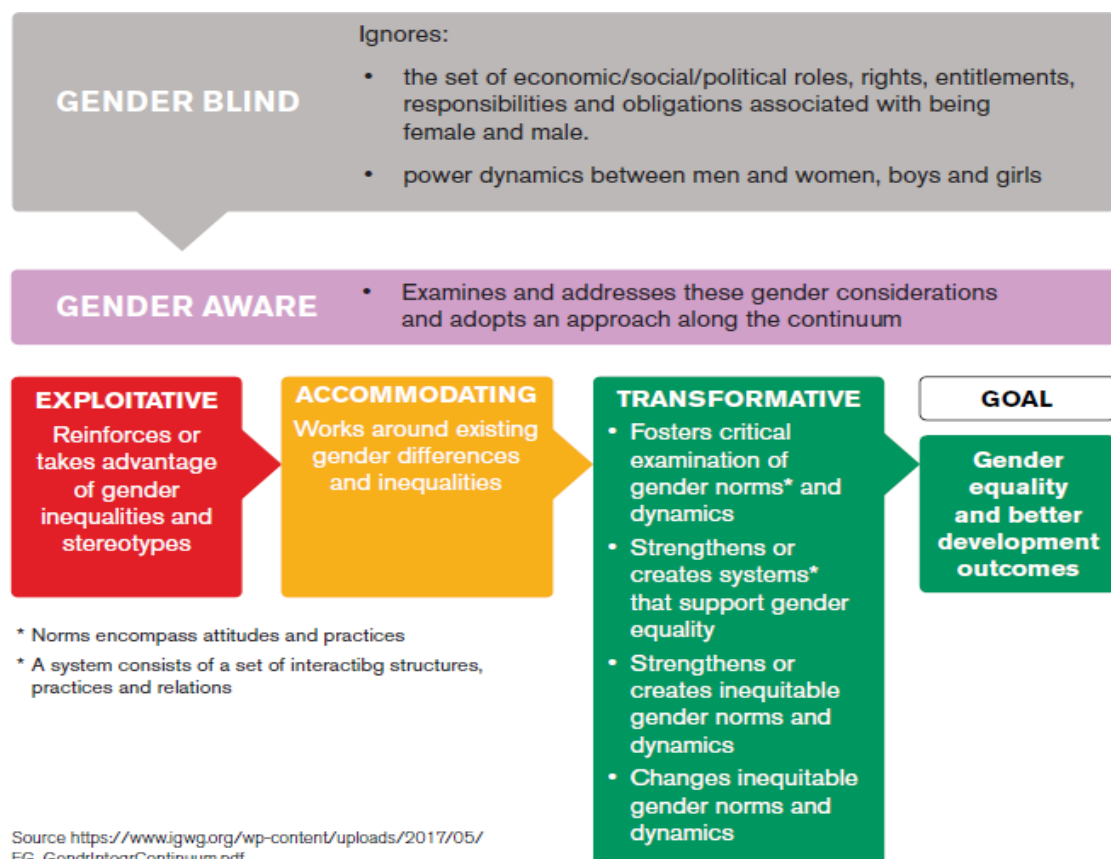 GENDER BLIND
Ignores:
• the set of economic/social/political roles, rights, entitlements,
responsibilities and obligations associated with being
female and male.
• power dynamics between men and women, boys and girls
GENDER AWARE
• Examines and addresses these gender considerations
and adopts an approach along the continuum
EXPLOITATIVE
Reinforces or
takes advantage
of gender
inequalities and
stereotypes
ACCOMMODATING
Works around existing
gender differences
and inequalities
TRANSFORMATIVE
• Fosters critical
examination of
gender norms* and
dynamics
• Strengthens or
creates systems*
that support gender
equality
• Strengthens or
creates inequitable
gender norms and
dynamics
• Changes inequitable
gender norms and
dynamics
GOAL
Gender
equality
and better
development
outcomes
* Norms encompass attitudes and practices
* A system consists of a set of interactibg structures,
practices and relations
Source https://www.igwg.org/wp-content/uploads/2017/05/
FG_GendrIntegrContinuum.pdf